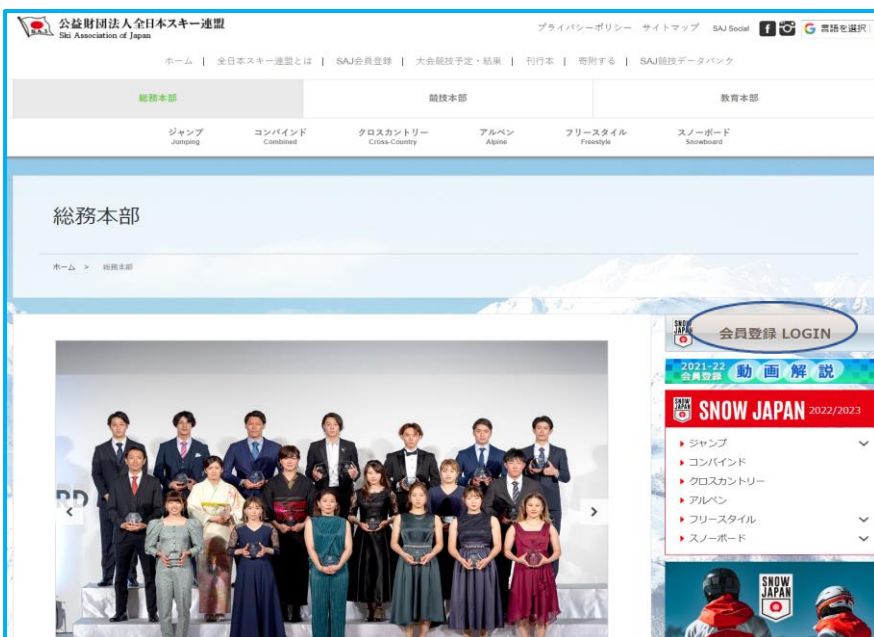 公益財団法人全日本スキー連盟
Ski Association of Japan
プライバシーポリシー サイトマップ SAJ Social 言語を選択
ホーム | 全日本スキー連盟とは | SAJ会員登録 | 大会競技予定・結果 | 刊行本 | 寄附する | SAJ競技データバンク
総務本部 競技本部 教育本部
ジャンプ コンバインド クロスカントリー アルペン フリースタイル スノーボード
Jumping Combined Cross-Country Alpine Freestyle Snowboard
総務本部
ホーム > 総務本部
SNOW JAPAN 会員登録 LOGIN
2021-22 会員登録 動画解説
SNOW JAPAN SNOW JAPAN 2022/2023
ジャンプ
コンバインド
クロスカントリー
アルペン
フリースタイル
スノーボード
RD
SNOW JAPAN